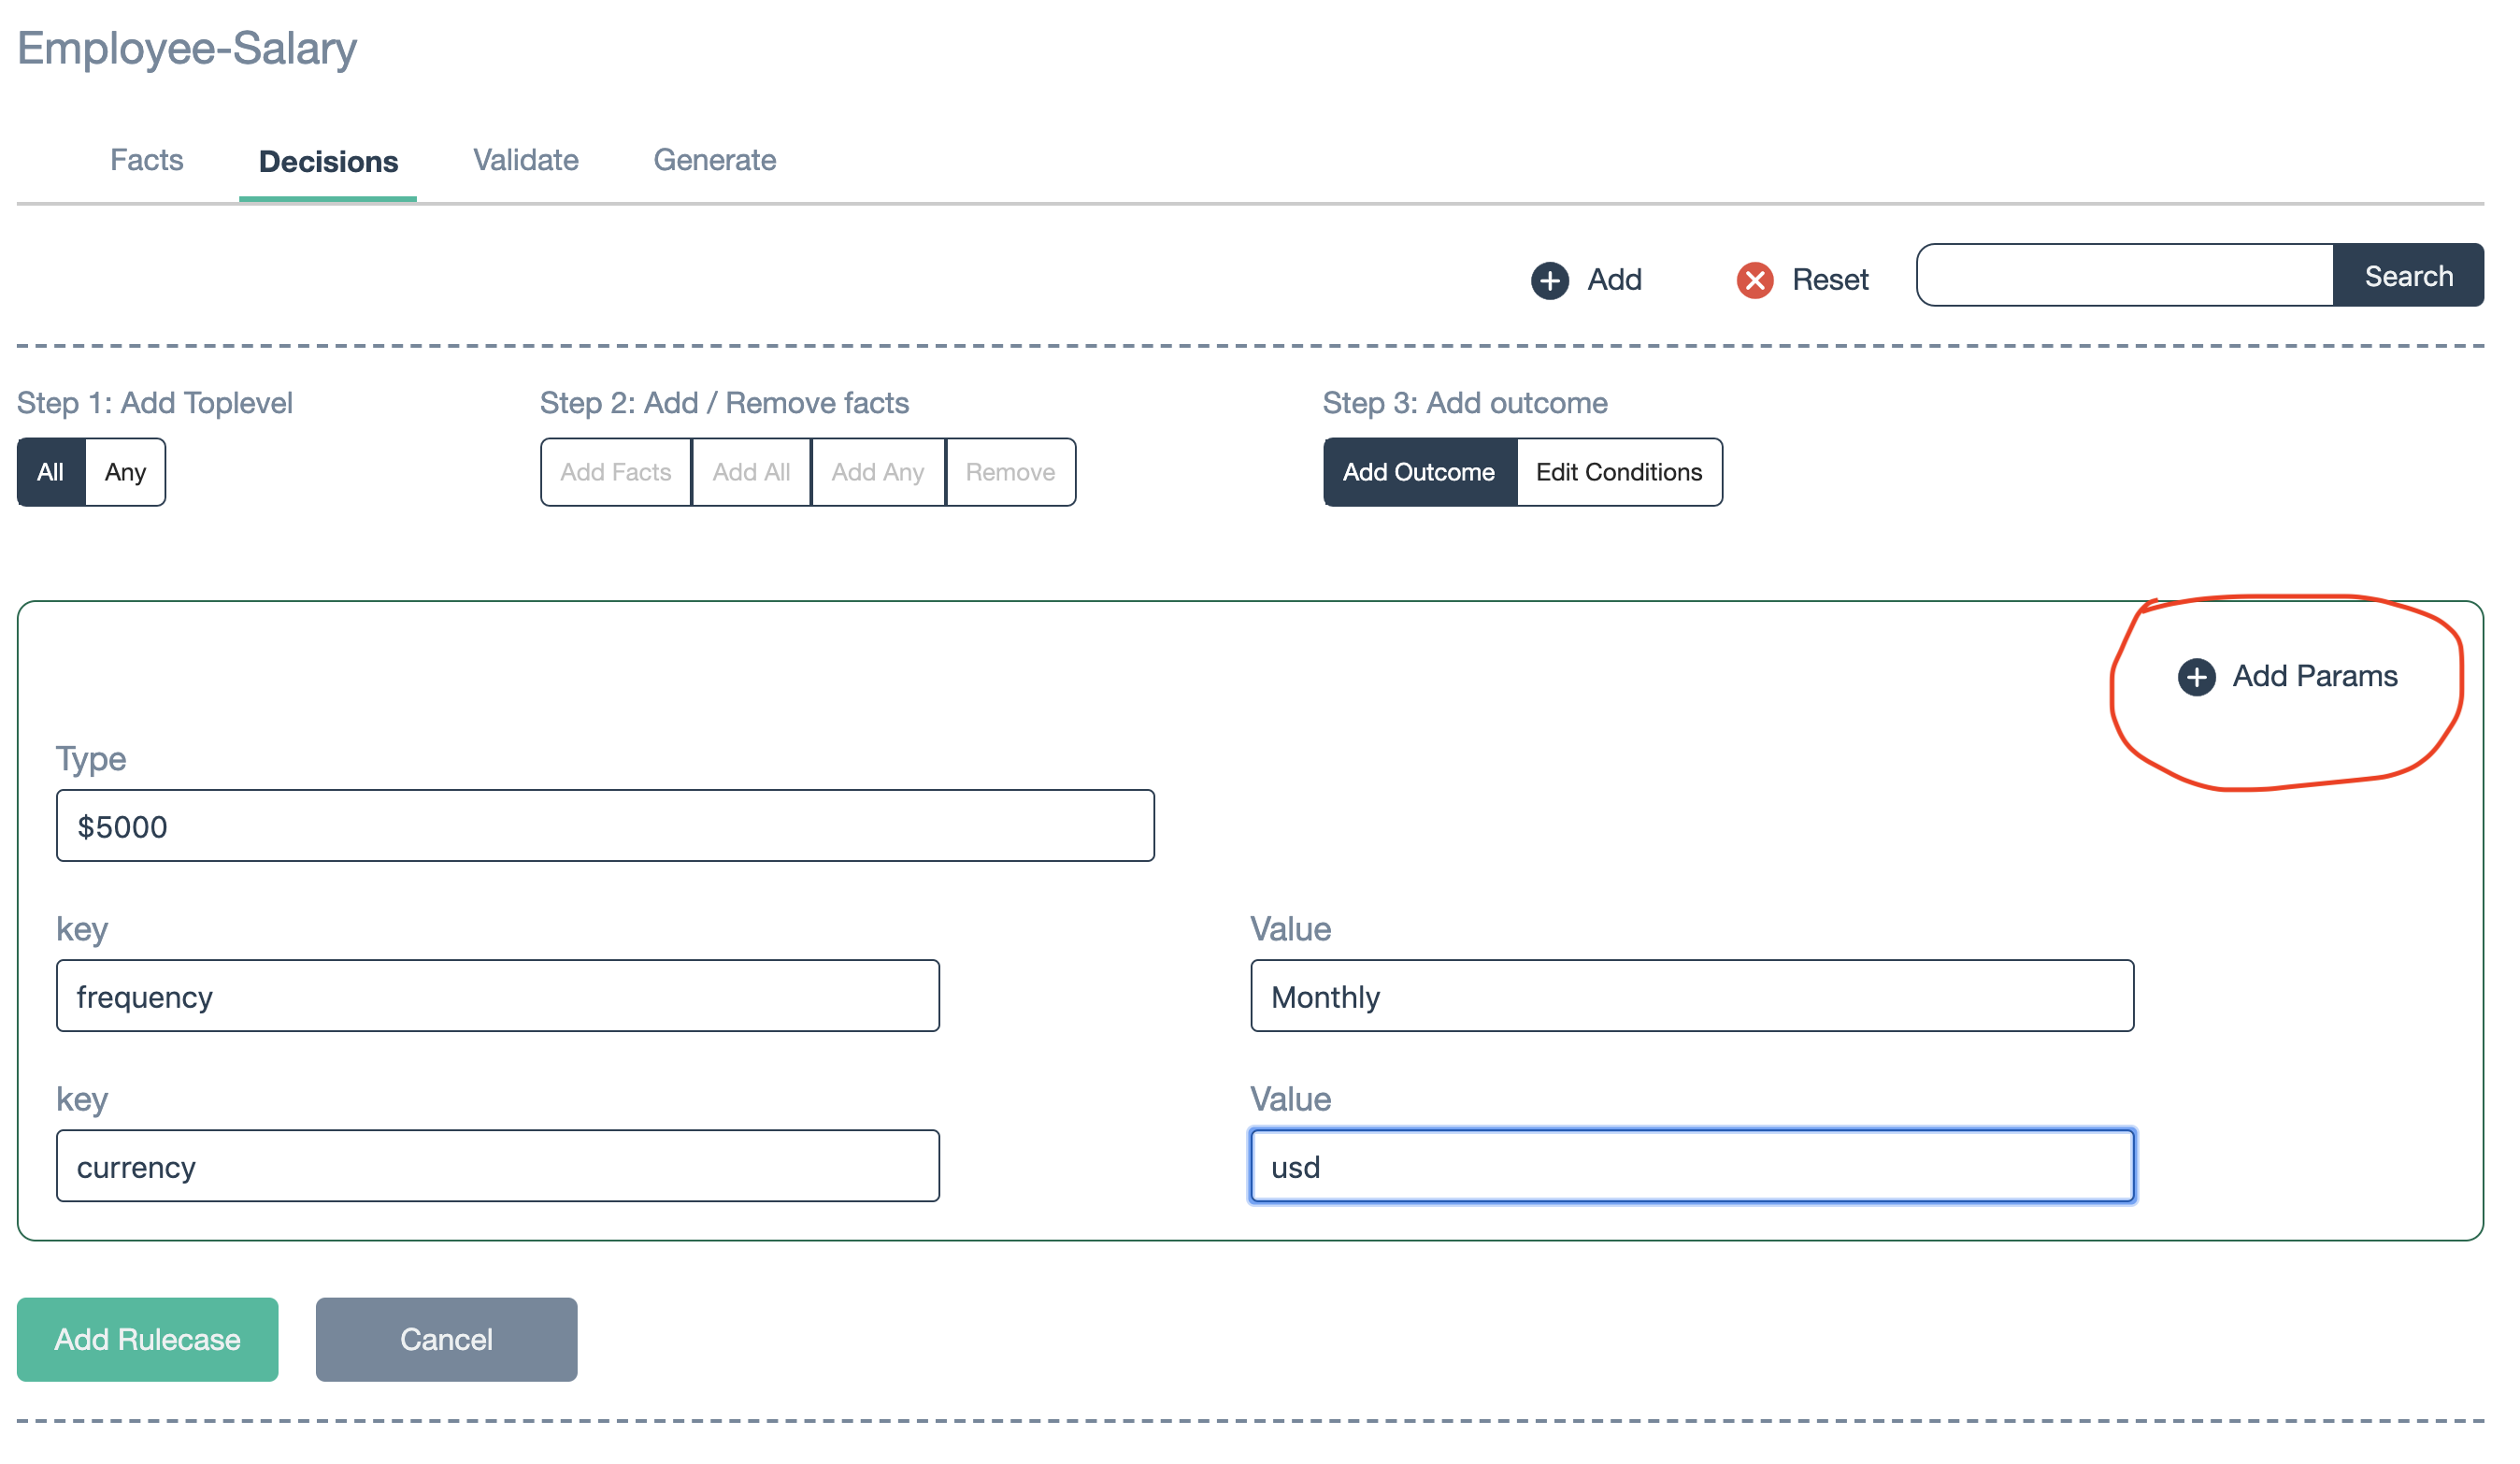 Employee-Salary
Facts Decisions Validate Generate
Add Reset Search
Step 1: Add Toplevel Step 2: Add / Remove facts Step 3: Add outcome
All Any Add Facts Add All Add Any Remove Add Outcome Edit Conditions
Add Params
Type
$5000
key Value
frequency Monthly
key Value
currency usd
Add Rulecase Cancel